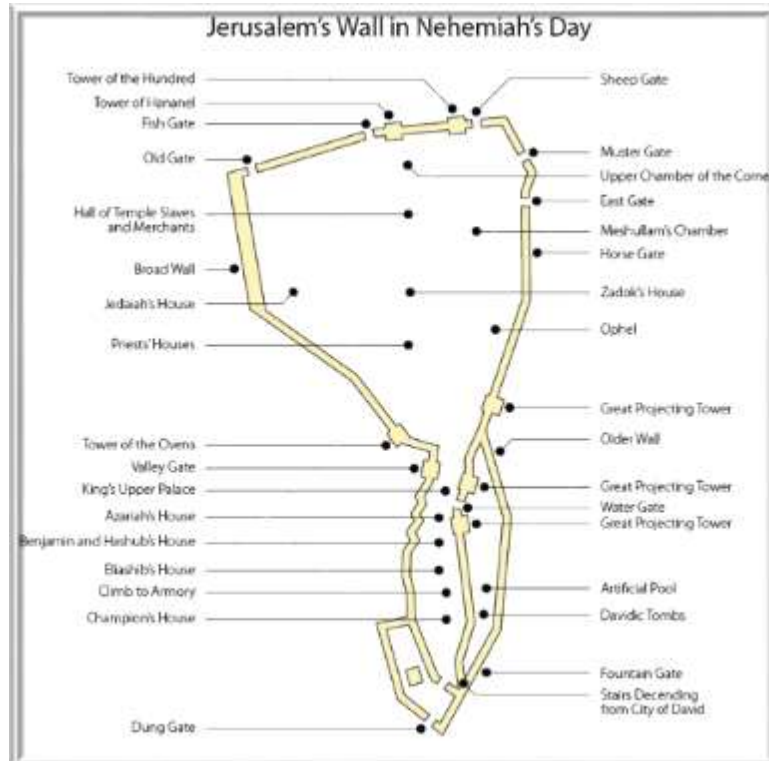 Jerusalem's Wall in Nehemiah's Day
Tower of the Hundred
Tower of Hananel
Fish Gate
Old Gate
Hall of Temple Slaves
and Merchants
Broad Wall
Jedaiah's House
Priests' Houses
Tower of the Ovens
Valley Gate
King's Upper Palace
Azariah's House
Benjamin and Hashub's House
Eliashib's House
Climb to Armory
Champion's House
Dung Gate
Sheep Gate
Muster Gate
Upper Chamber of the Corne
East Gate
Meshullam's Chamber
Horse Gate
Zadok's House
Ophel
Great Projecting Tower
Older Wall
Great Projecting Tower
Water Gate
Great Projecting Tower
Artificial Pool
Davidic Tombs
Fountain Gate
Stairs Decending
from City of David